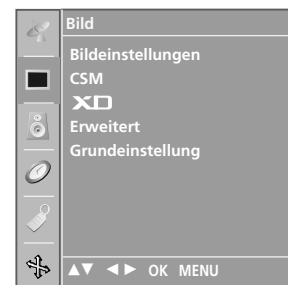 Bild
Bildeinstellungen
CSM
XD
Erweitert
Grundeinstellung
▲▼ ◄► OK MENU